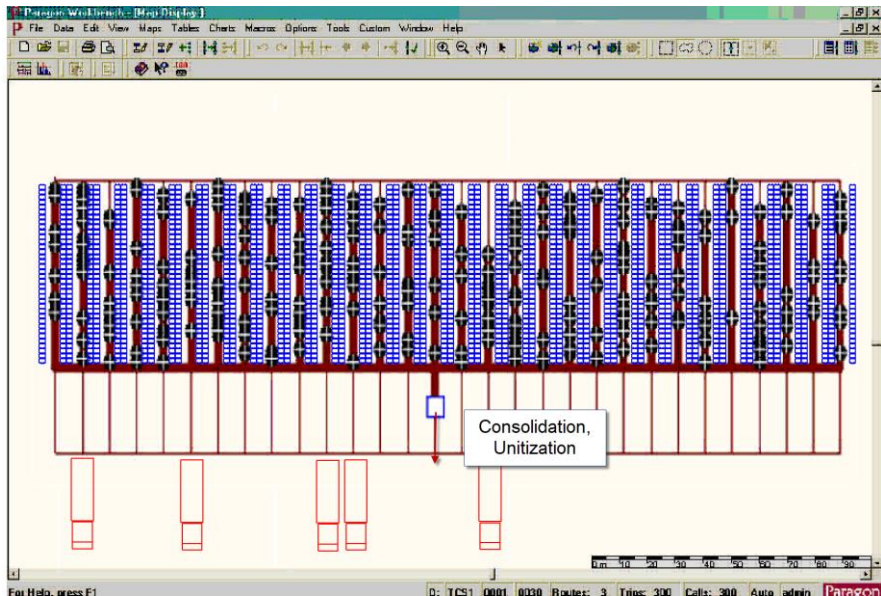 Paragon Workbench - [Map Display]
File Data Edit View Maps Tables Charts Macros Options Tools Custom Window Help
Consolidation,
Unitization
0m 10 20 30 40 50 60 70 80 90
For Help, press F1 D: TCS1 0001 0030 Routes: 3 Trips: 300 Calls: 300 Auto admin Paragon